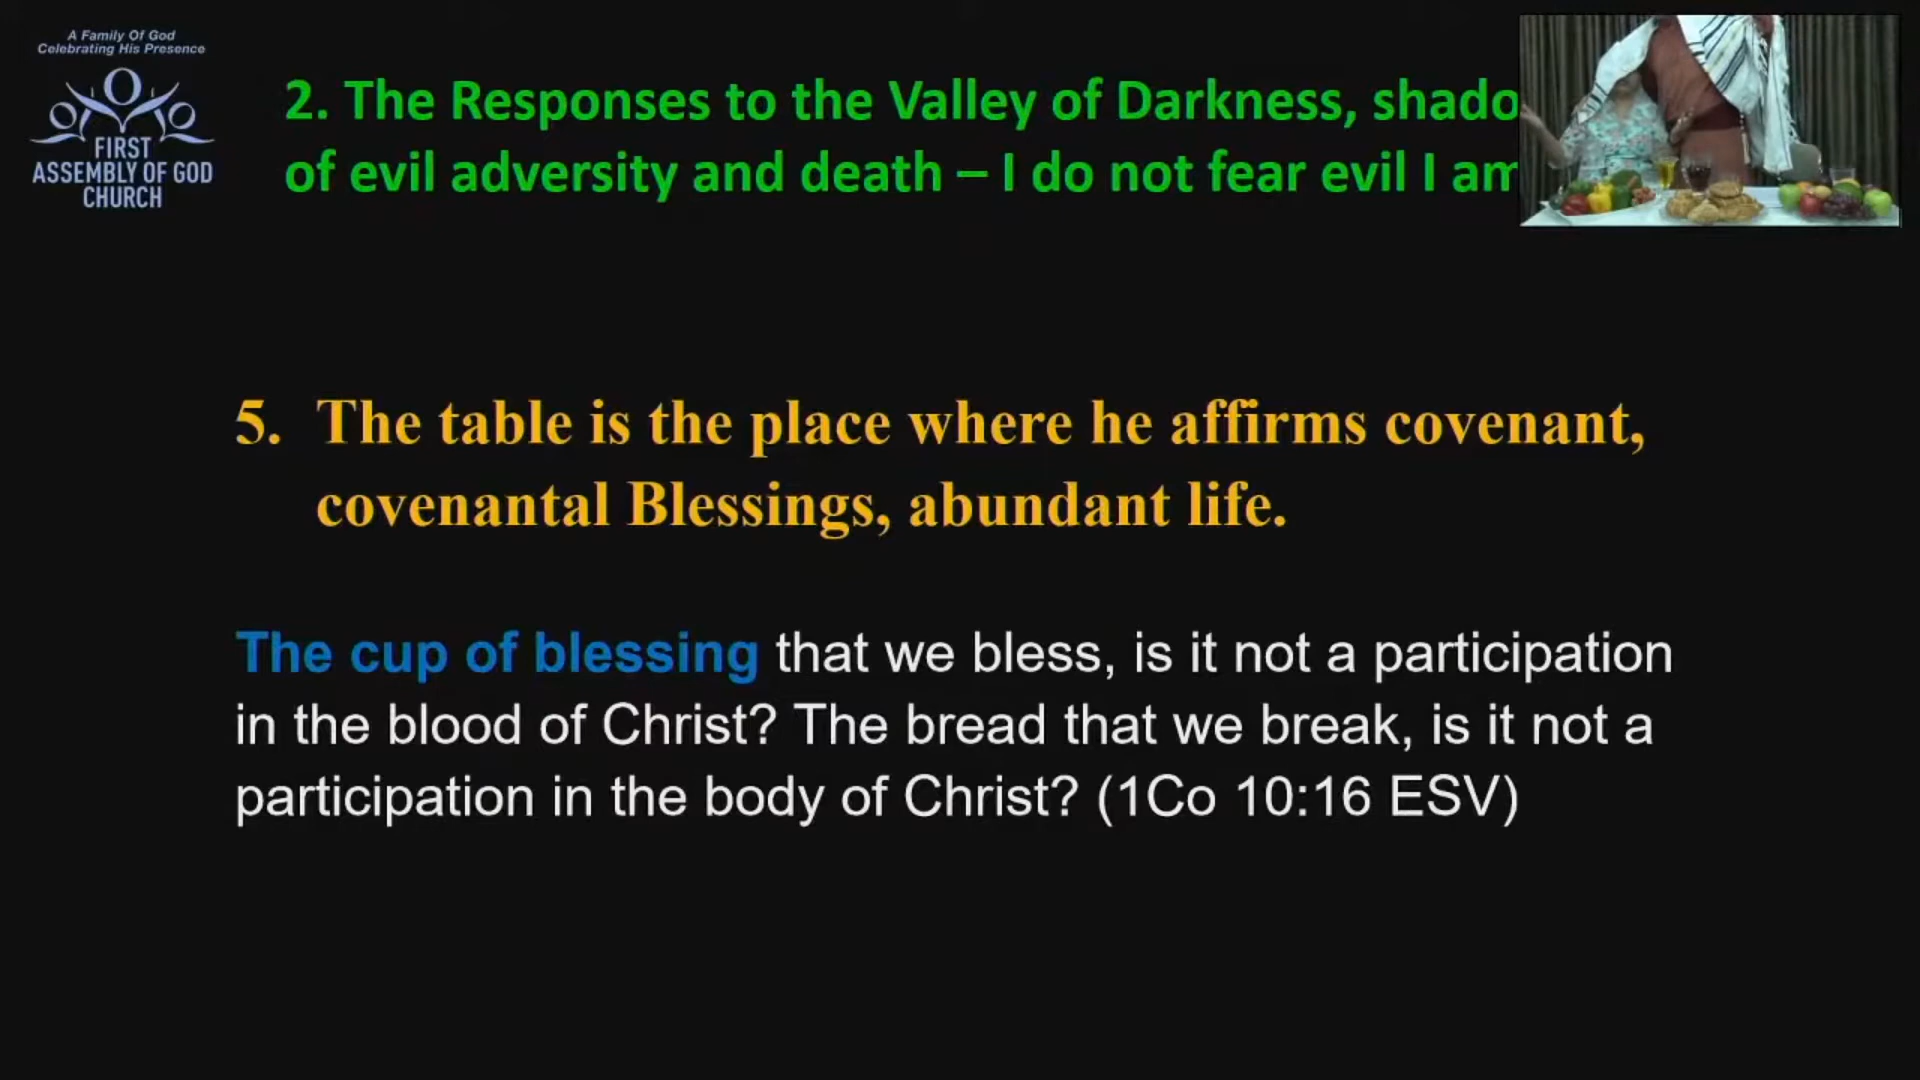 A Family Of God
Celebrating His Presence
FIRST
ASSEMBLY OF GOD
CHURCH
2. The Responses to the Valley of Darkness, shado
of evil adversity and death – I do not fear evil I am
5. The table is the place where he affirms covenant,
covenantal Blessings, abundant life.
The cup of blessing that we bless, is it not a participation
in the blood of Christ? The bread that we break, is it not a
participation in the body of Christ? (1Co 10:16 ESV)